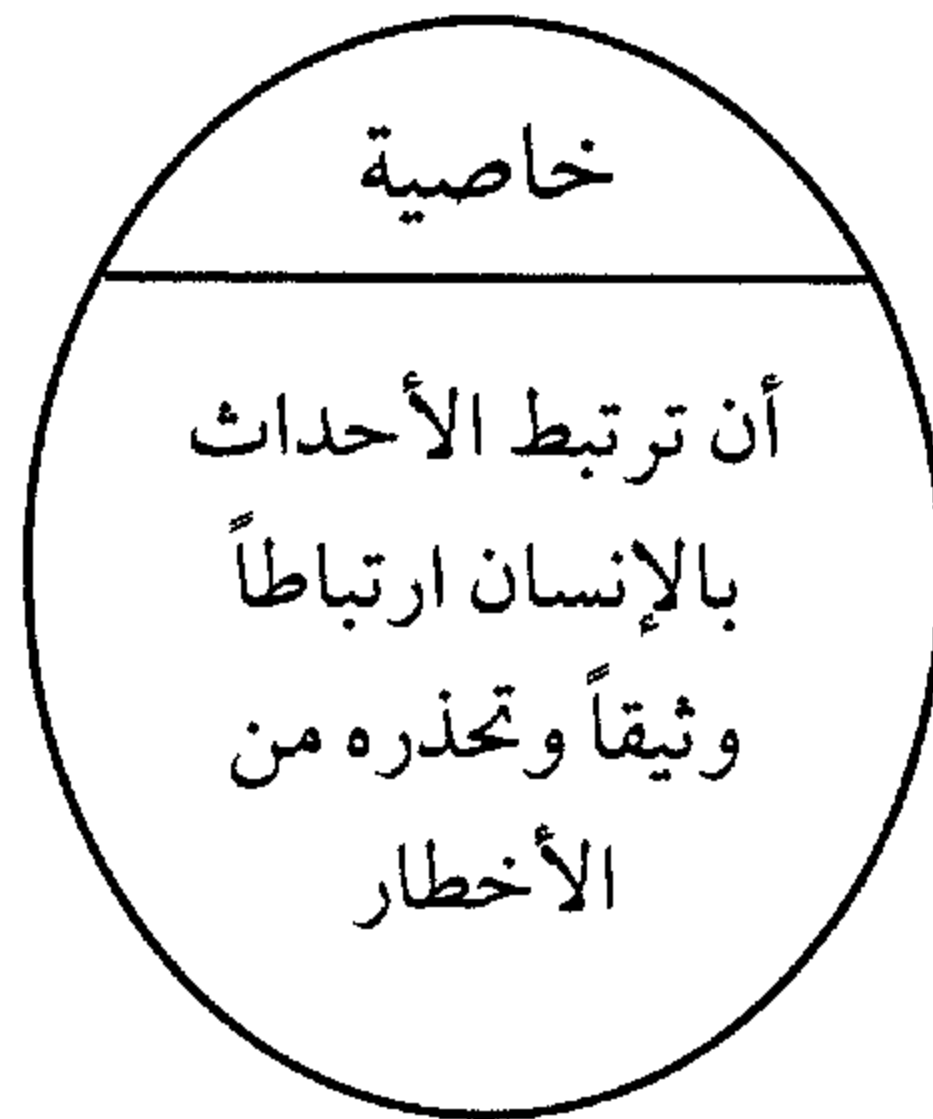 خاصية
أن ترتبط الأحداث
بالإنسان ارتباطاً
وثيقاً وتحذره من
الأخطار